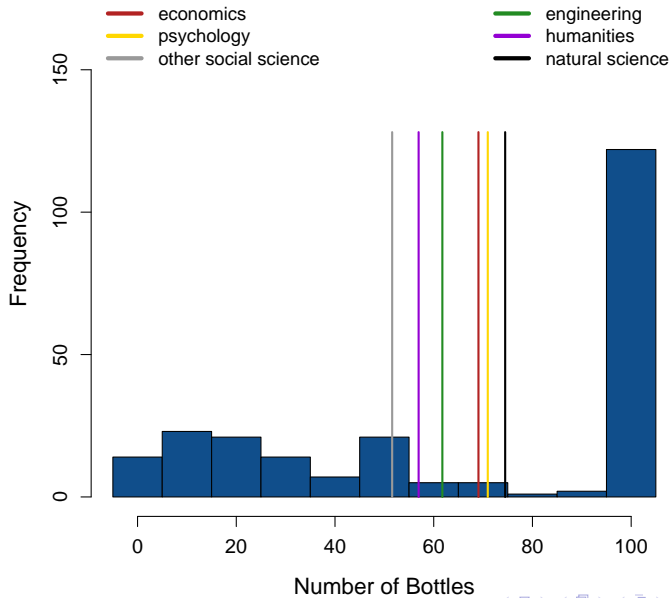 economics
psychology
other social science
engineering
humanities
natural science
150
100
50
0
Frequency
0 20 40 60 80 100
Number of Bottles